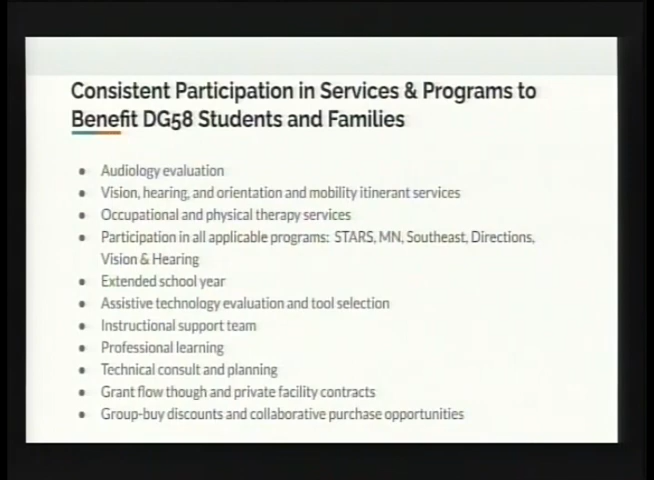 Consistent Participation in Services & Programs to
Benefit DG58 Students and Families
● Audiology evaluation
● Vision, hearing, and orientation and mobility itinerant services
● Occupational and physical therapy services
● Participation in all applicable programs: STARS, MN, Southeast, Directions,
Vision & Hearing
● Extended school year
● Assistive technology evaluation and tool selection
● Instructional support team
● Professional learning
● Technical consult and planning
● Grant flow though and private facility contracts
● Group-buy discounts and collaborative purchase opportunities